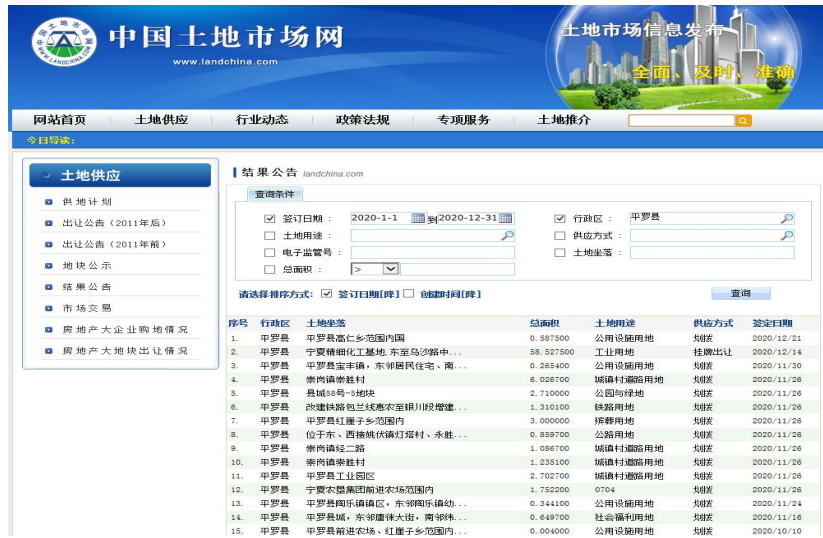 中国土地市场网
www.landchina.com
土地市场信息发布
全面、及时、准确
网站首页 土地供应 行业动态 政策法规 专项服务 土地推介
今日导读:
土地供应
供地计划
出让公告（2011年后）
出让公告（2011年前）
地块公示
结果公告
市场交易
房地产大企业购地情况
房地产大地块出让情况
结果公告 landchina.com
查询条件
签订日期： 2020-1-1 到 2020-12-31 行政区： 平罗县
土地用途： 供应方式：
电子监管号： 土地坐落：
总面积： >
请选择排序方式: 签订日期[降] 创建时间[降] 查询
序号 行政区 土地坐落 总面积 土地用途 供应方式 签定日期
1. 平罗县 平罗县高仁乡范围内国 0.587500 公用设施用地 划拨 2020/12/21
2. 平罗县 宁夏精细化工基地,东至乌沙路中... 58.527500 工业用地 挂牌出让 2020/12/14
3. 平罗县 平罗县宝丰镇，东邻居民住宅、南... 0.265400 公用设施用地 划拨 2020/11/30
4. 平罗县 崇岗镇崇胜村 6.026700 城镇村道路用地 划拨 2020/11/26
5. 平罗县 县城58号-5地块 2.710000 公园与绿地 划拨 2020/11/26
6. 平罗县 改建铁路包兰线惠农至银川段增建... 1.310100 铁路用地 划拨 2020/11/26
7. 平罗县 平罗县红崖子乡范围内 3.000000 殡葬用地 划拨 2020/11/26
8. 平罗县 位于东、西接姚伏镇灯塔村、永胜... 0.859700 公路用地 划拨 2020/11/26
9. 平罗县 崇岗镇经二路 1.086700 城镇村道路用地 划拨 2020/11/26
10. 平罗县 崇岗镇崇胜村 1.235100 城镇村道路用地 划拨 2020/11/26
11. 平罗县 平罗县工业园区 2.702700 城镇村道路用地 划拨 2020/11/26
12. 平罗县 宁夏农垦集团前进农场范围内 1.752200 0704 划拨 2020/11/26
13. 平罗县 平罗县陶乐镇镇区，东邻陶乐镇幼... 0.344100 公用设施用地 划拨 2020/11/24
14. 平罗县 平罗县城，东邻唐徕大街，南邻纬... 0.649700 社会福利用地 划拨 2020/11/16
15. 平罗县 平罗县前进农场、红崖子乡范围内... 0.004000 公用设施用地 划拨 2020/10/10